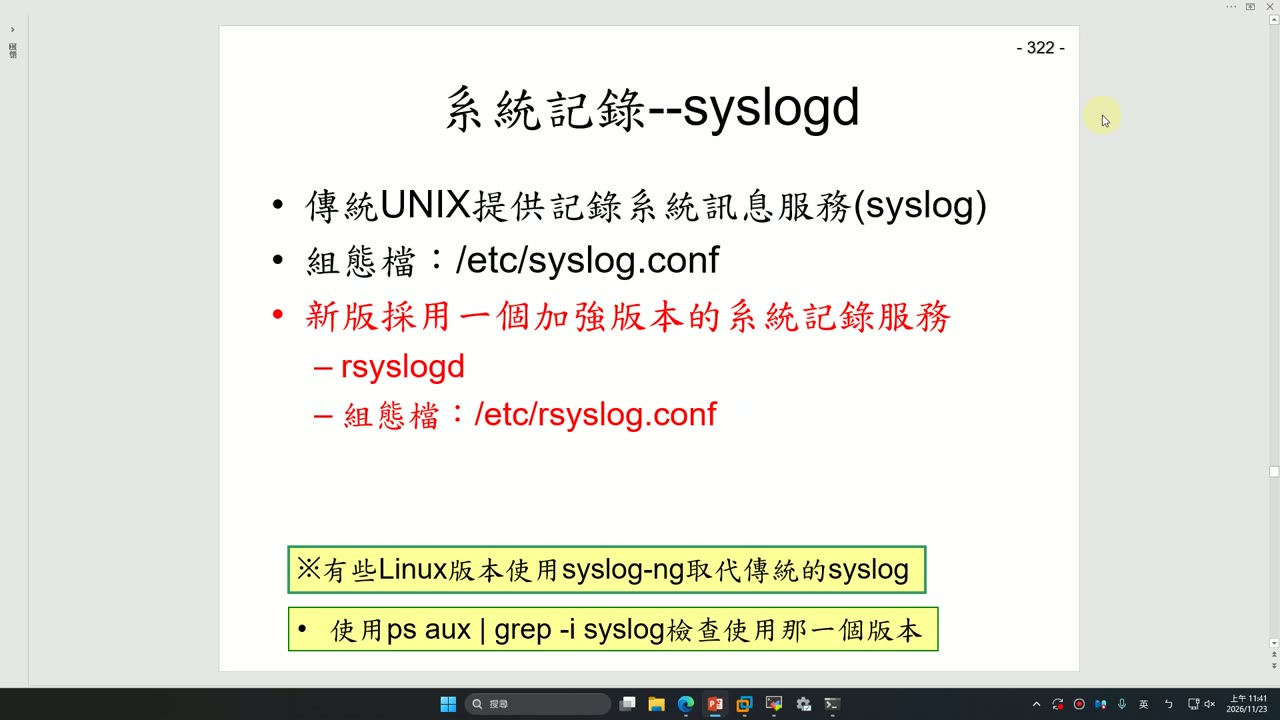 - 322 -
系統記錄--syslogd
• 傳統UNIX提供記錄系統訊息服務(syslog)
• 組態檔：/etc/syslog.conf
• 新版採用一個加強版本的系統記錄服務
– rsyslogd
– 組態檔：/etc/rsyslog.conf
※有些Linux版本使用syslog-ng取代傳統的syslog
• 使用ps aux | grep -i syslog檢查使用那一個版本
搜尋
英
ㄅ
上午 11:41
2026/11/23